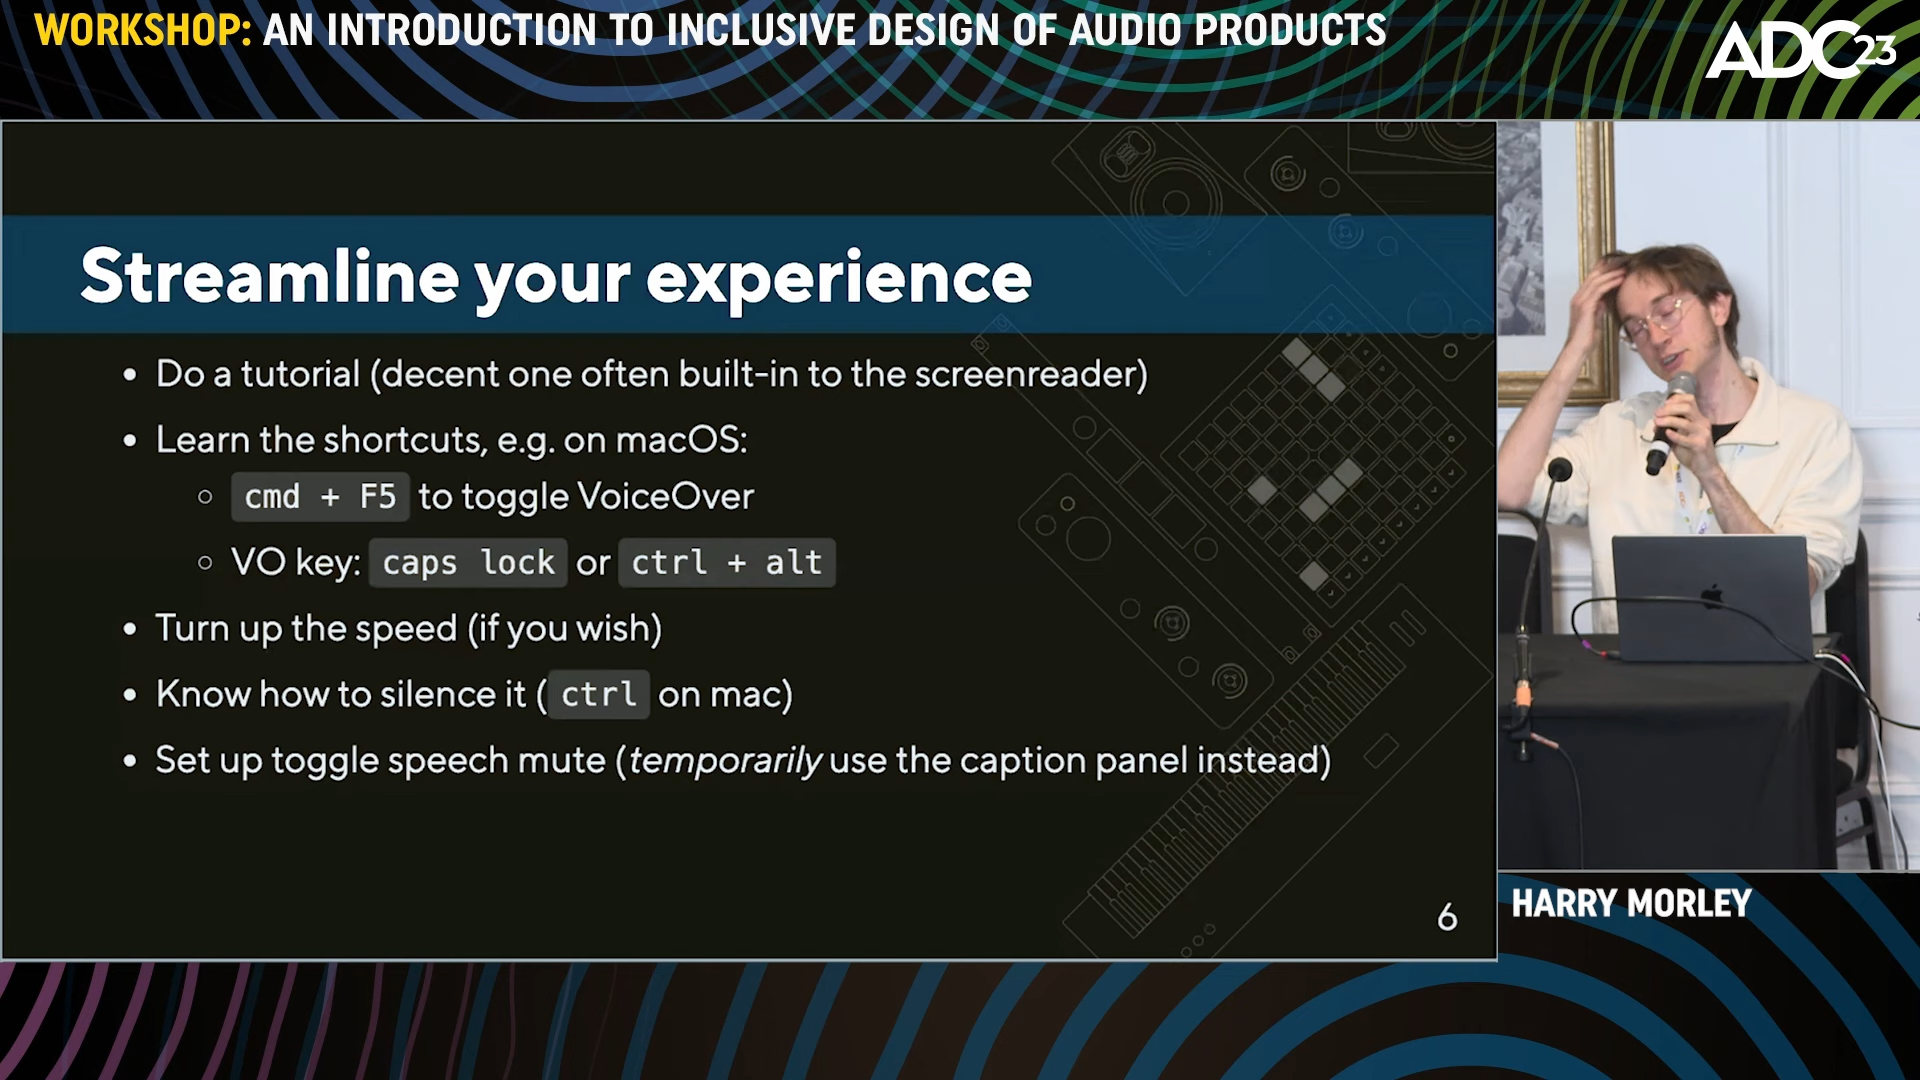 WORKSHOP: AN INTRODUCTION TO INCLUSIVE DESIGN OF AUDIO PRODUCTS
ADC23
Streamline your experience
• Do a tutorial (decent one often built-in to the screenreader)
• Learn the shortcuts, e.g. on macOS:
○ cmd + F5 to toggle VoiceOver
○ VO key: caps lock or ctrl + alt
• Turn up the speed (if you wish)
• Know how to silence it ( ctrl on mac)
• Set up toggle speech mute (temporarily use the caption panel instead)
6
HARRY MORLEY